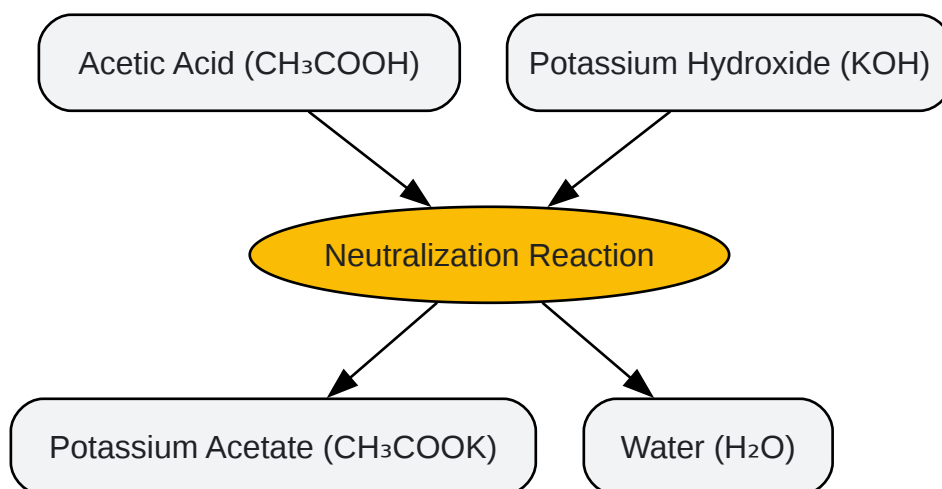 Acetic Acid (CH₃COOH)
Potassium Hydroxide (KOH)
Neutralization Reaction
Potassium Acetate (CH₃COOK)
Water (H₂O)